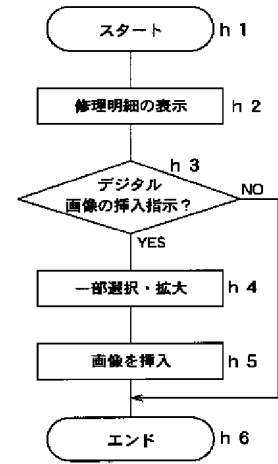 スタート h 1
修理明細の表示 h 2
h 3
デジタル
画像の挿入指示？ NO
YES
一部選択・拡大 h 4
画像を挿入 h 5
エンド h 6